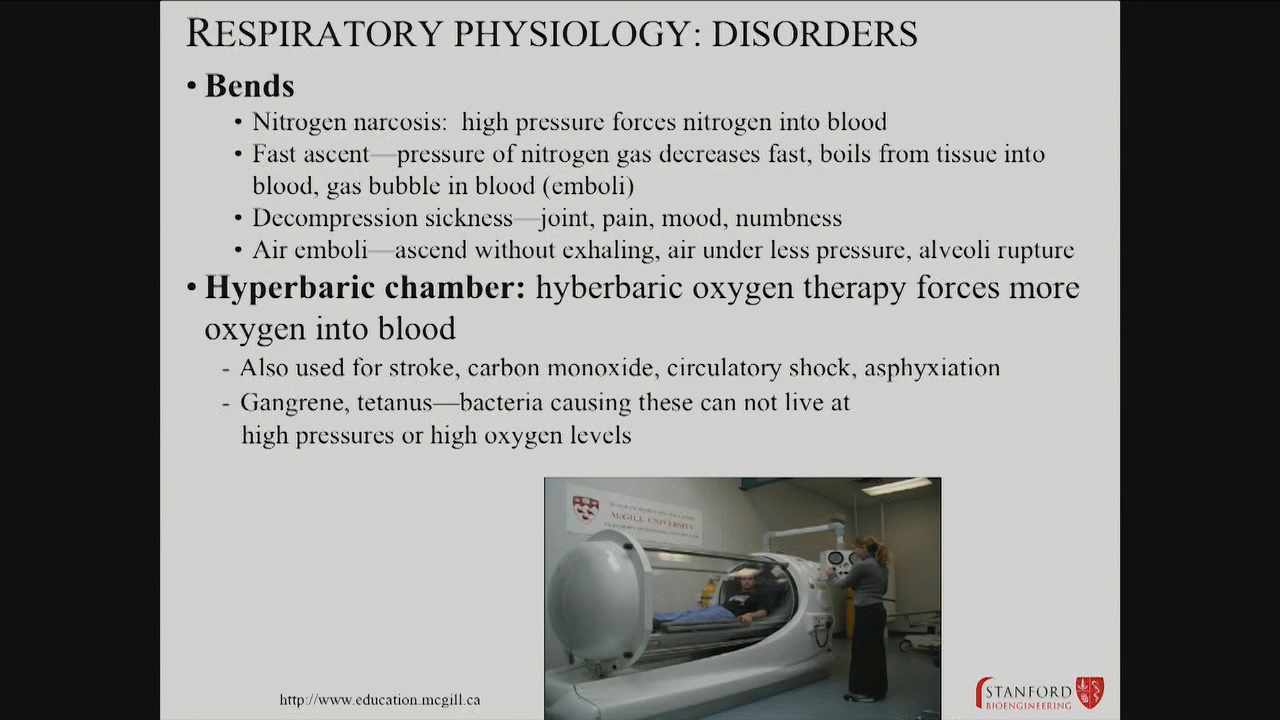 RESPIRATORY PHYSIOLOGY: DISORDERS
• Bends
• Nitrogen narcosis: high pressure forces nitrogen into blood
• Fast ascent—pressure of nitrogen gas decreases fast, boils from tissue into
blood, gas bubble in blood (emboli)
• Decompression sickness—joint, pain, mood, numbness
• Air emboli—ascend without exhaling, air under less pressure, alveoli rupture
• Hyperbaric chamber: hyberbaric oxygen therapy forces more
oxygen into blood
- Also used for stroke, carbon monoxide, circulatory shock, asphyxiation
- Gangrene, tetanus—bacteria causing these can not live at
high pressures or high oxygen levels
McGILL UNIVERSITY
http://www.education.mcgill.ca
STANFORD
BIOENGINEERING